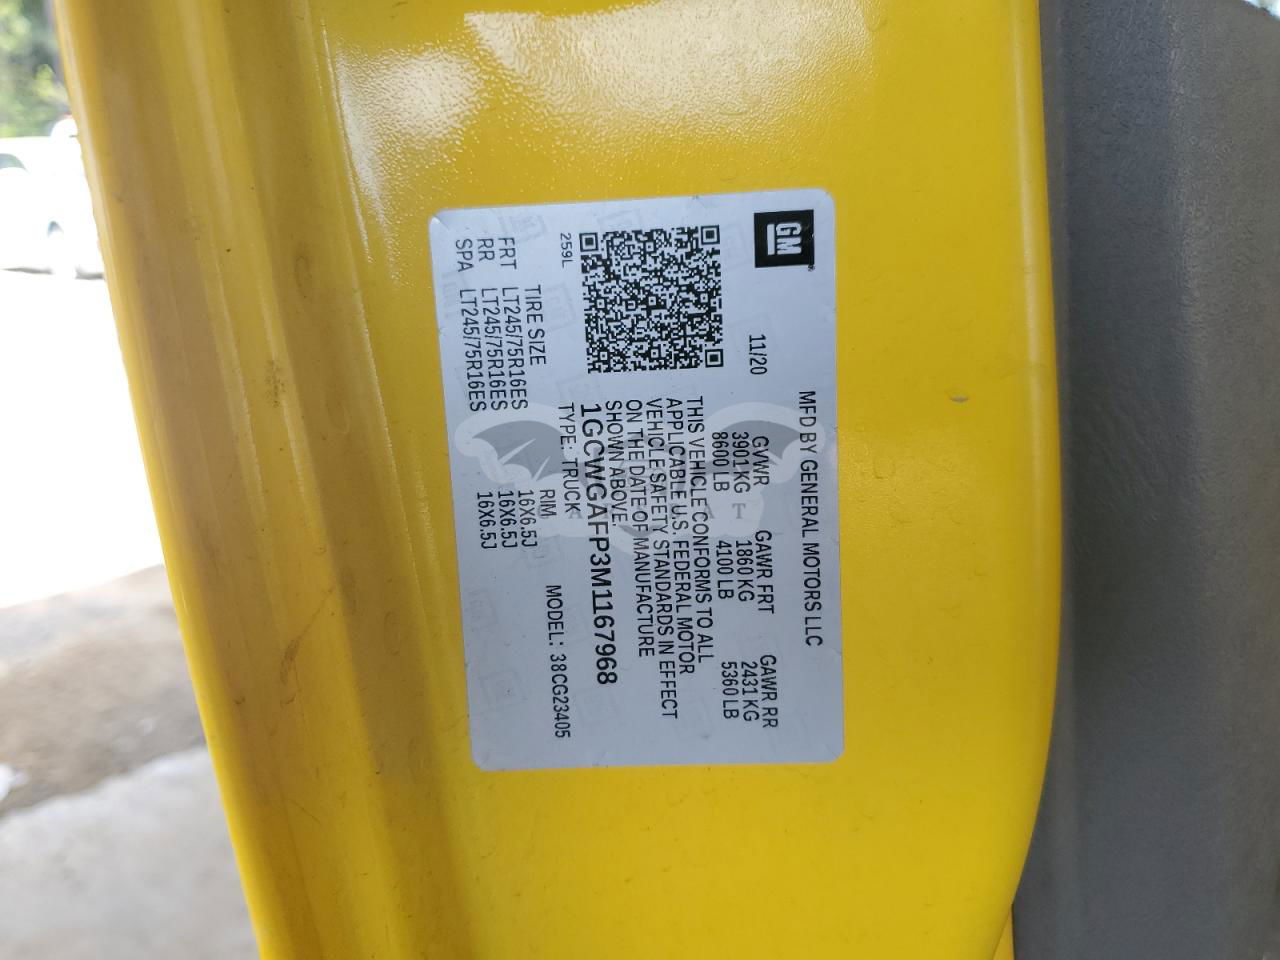 GM
MFD BY GENERAL MOTORS LLC
11/20 GVWR GAWR FRT GAWR RR
3901 KG 1860 KG 2431 KG
8600 LB 4100 LB 5360 LB
THIS VEHICLE CONFORMS TO ALL
APPLICABLE U.S. FEDERAL MOTOR
VEHICLE SAFETY STANDARDS IN EFFECT
ON THE DATE OF MANUFACTURE
SHOWN ABOVE.
1GCWGAFP3M1167968
259L TYPE: TRUCK MODEL: 38CG23405
TIRE SIZE RIM
FRT LT245/75R16ES 16X6.5J
RR LT245/75R16ES 16X6.5J
SPA LT245/75R16ES 16X6.5J